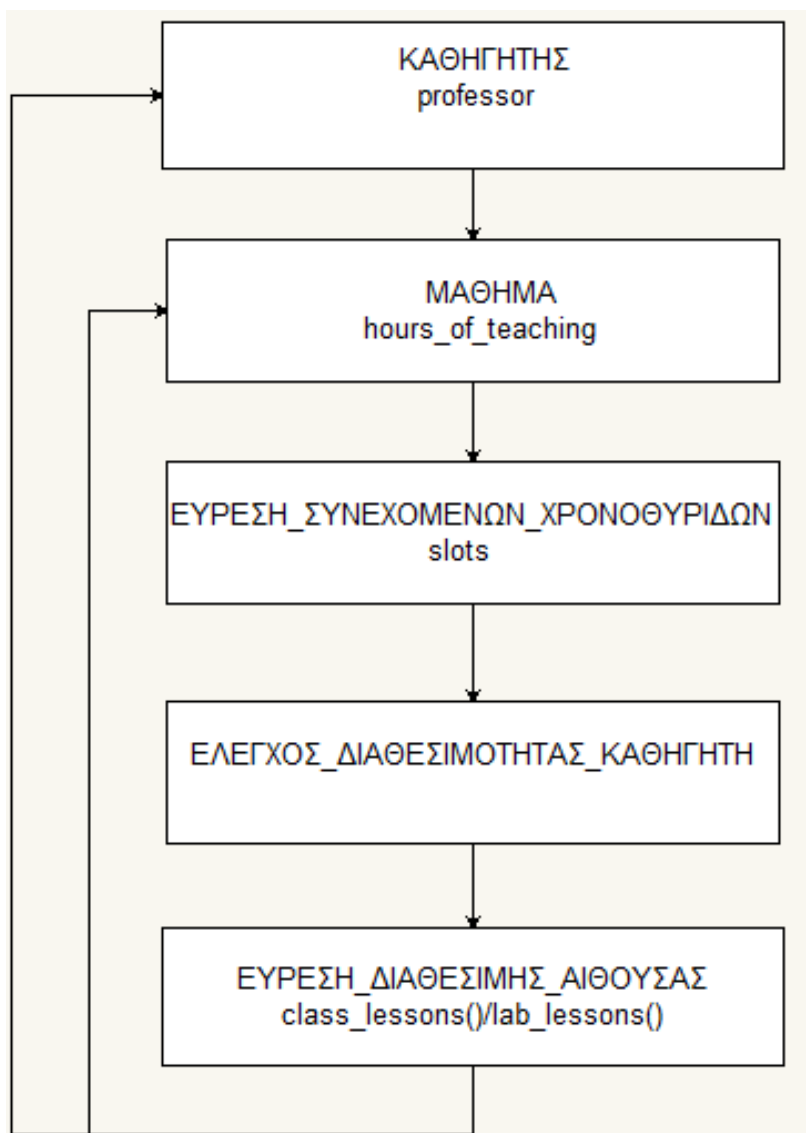 ΚΑΘΗΓΗΤΗΣ
professor
ΜΑΘΗΜΑ
hours_of_teaching
ΕΥΡΕΣΗ_ΣΥΝΕΧΟΜΕΝΩΝ_ΧΡΟΝΟΘΥΡΙΔΩΝ
slots
ΕΛΕΓΧΟΣ_ΔΙΑΘΕΣΙΜΟΤΗΤΑΣ_ΚΑΘΗΓΗΤΗ
ΕΥΡΕΣΗ_ΔΙΑΘΕΣΙΜΗΣ_ΑΙΘΟΥΣΑΣ
class_lessons()/lab_lessons()